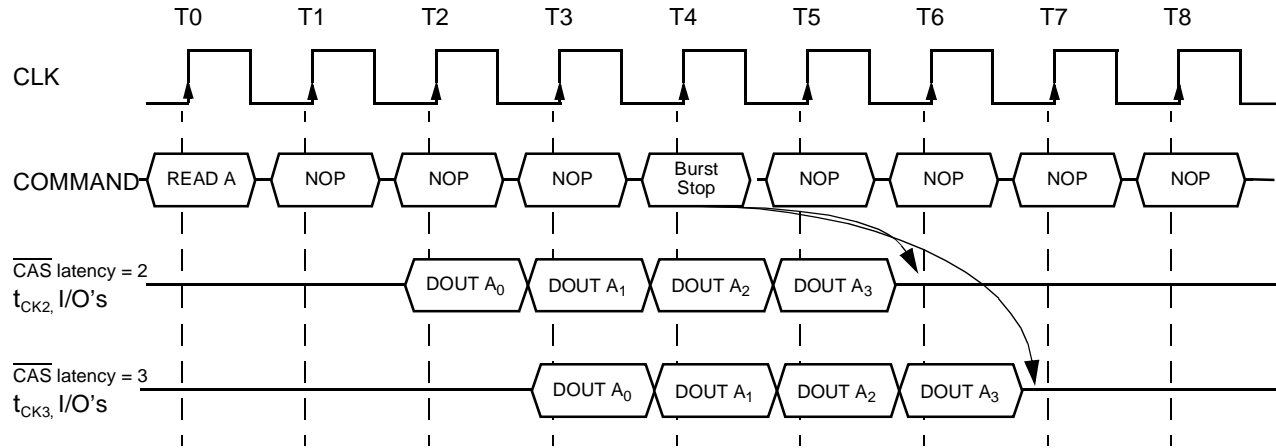 T0 T1 T2 T3 T4 T5 T6 T7 T8
CLK
COMMAND READ A NOP NOP NOP Burst Stop NOP NOP NOP NOP
CAS latency = 2
tCK2, I/O's
DOUT A0 DOUT A1 DOUT A2 DOUT A3
CAS latency = 3
tCK3, I/O's
DOUT A0 DOUT A1 DOUT A2 DOUT A3